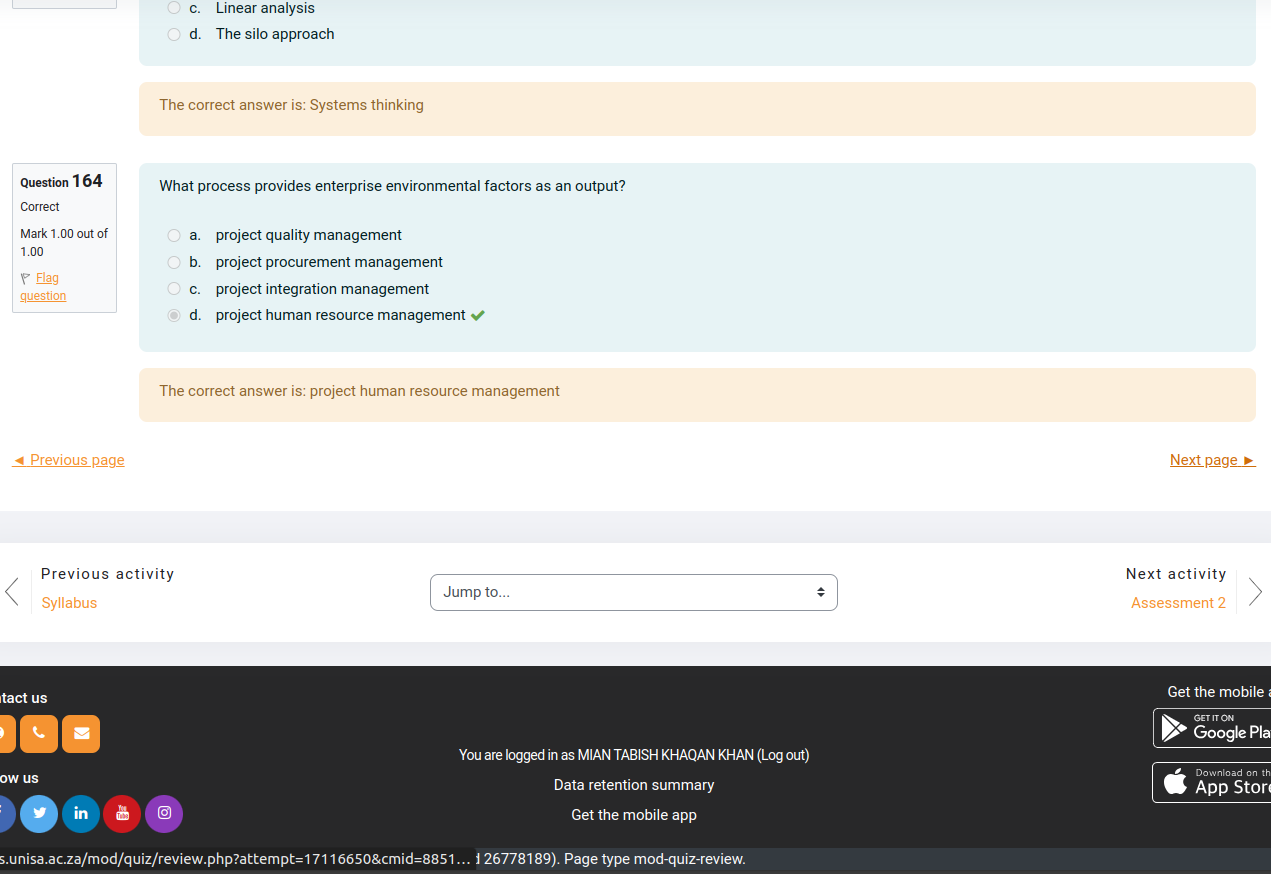 c. Linear analysis
d. The silo approach
The correct answer is: Systems thinking
Question 164
Correct
Mark 1.00 out of
1.00
Flag
question
What process provides enterprise environmental factors as an output?
a. project quality management
b. project procurement management
c. project integration management
d. project human resource management
The correct answer is: project human resource management
◄ Previous page
Next page ►
Previous activity
Syllabus
Jump to...
Next activity
Assessment 2
tact us
ow us
You are logged in as MIAN TABISH KHAQAN KHAN (Log out)
Data retention summary
Get the mobile app
Get the mobile a
GET IT ON
Google Pla
Download on th
App Store
You Tube
in
s.unisa.ac.za/mod/quiz/review.php?attempt=17116650&cmid=8851... 26778189). Page type mod-quiz-review.